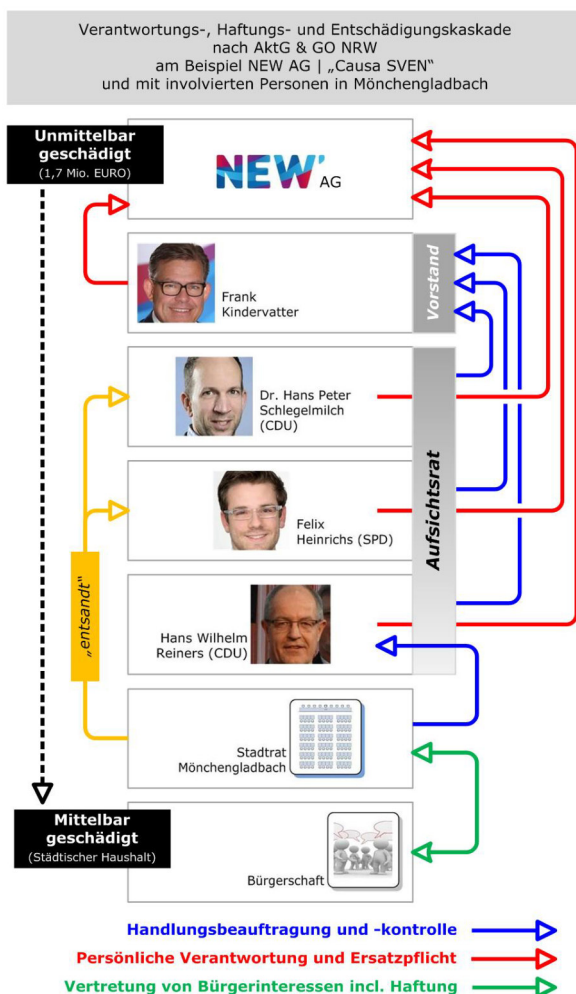 Verantwortungs-, Haftungs- und Entschädigungskaskade
nach AktG & GO NRW
am Beispiel NEW AG | „Causa SVEN“
und mit involvierten Personen in Mönchengladbach
Unmittelbar
geschädigt
(1,7 Mio. EURO)
NEW'
AG
Frank
Kindervatter
Vorstand
Dr. Hans Peter
Schlegelmilch
(CDU)
Felix
Heinrichs (SPD)
Aufsichtsrat
„entsandt“
Hans Wilhelm
Reiners (CDU)
Stadtrat
Mönchengladbach
Mittelbar
geschädigt
(Städtischer Haushalt)
Bürgerschaft
Handlungsbeauftragung und -kontrolle
Persönliche Verantwortung und Ersatzpflicht
Vertretung von Bürgerinteressen incl. Haftung